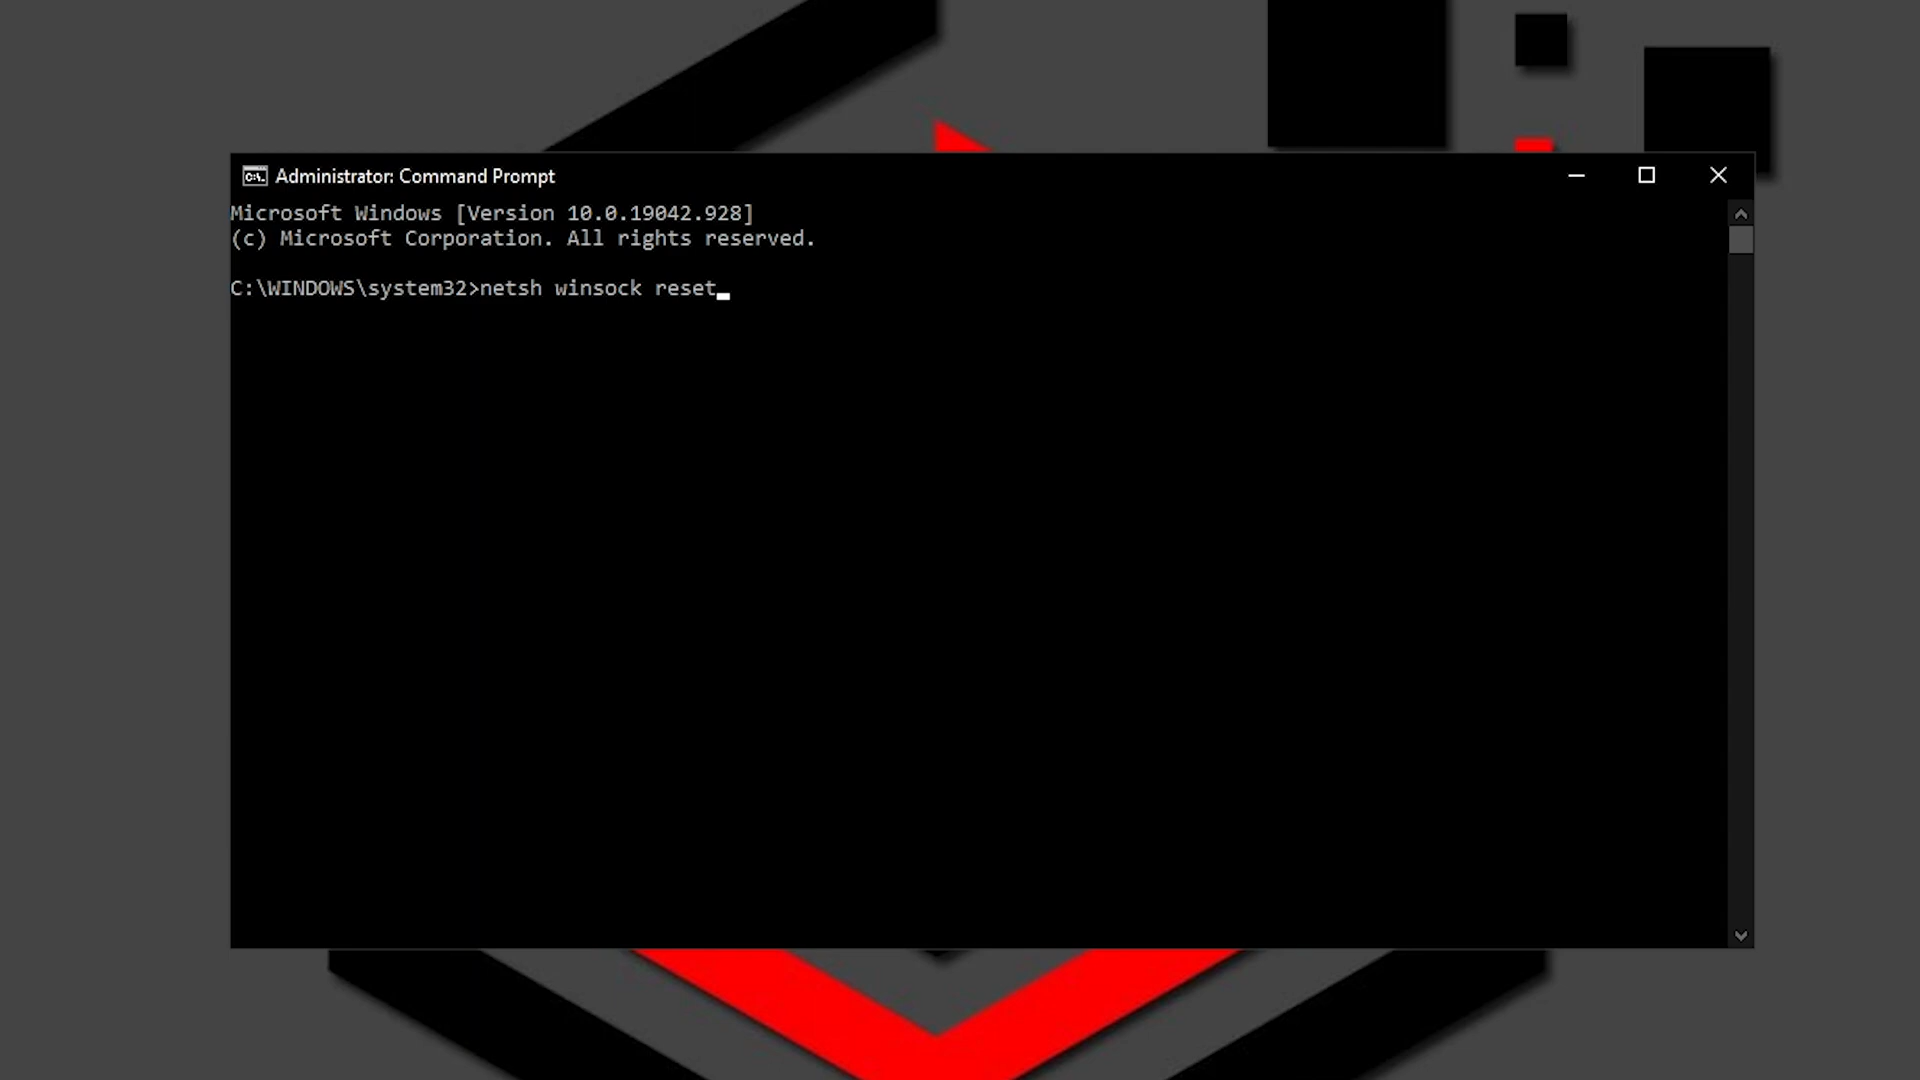 Administrator: Command Prompt
Microsoft Windows [Version 10.0.19042.928]
(c) Microsoft Corporation. All rights reserved.
C:\WINDOWS\system32>netsh winsock reset